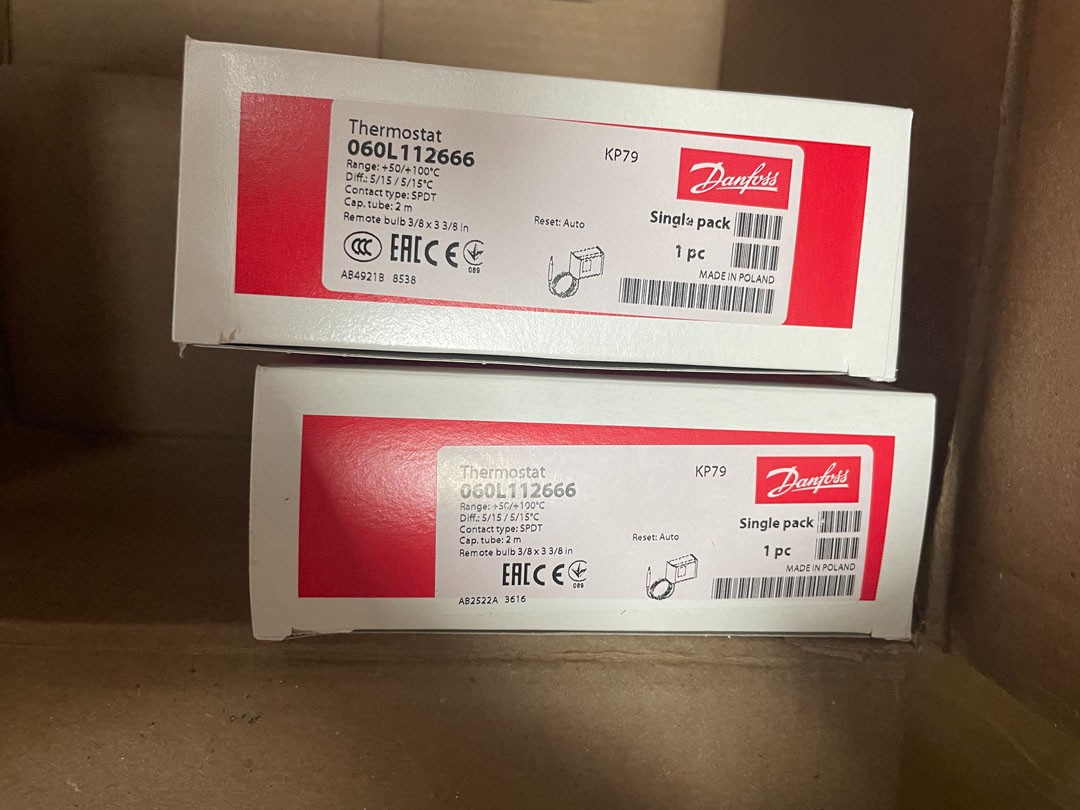 Thermostat
060L112666
Range: +50/+100°C
Diff.: 5/15 / 5/15°C
Contact type: SPDT
Cap. tube: 2 m
Remote bulb 3/8 x 3 3/8 in
CCC EAC CE
089
AB4921B 8538
KP79
Danfoss
Reset: Auto
Single pack
1 pc
MADE IN POLAND
Thermostat
060L112666
Range: +50/+100°C
Diff.: 5/15 / 5/15°C
Contact type: SPDT
Cap. tube: 2 m
Remote bulb 3/8 x 3 3/8 in
EAC CE
089
AB2522A 3616
KP79
Danfoss
Reset: Auto
Single pack
1 pc
MADE IN POLAND